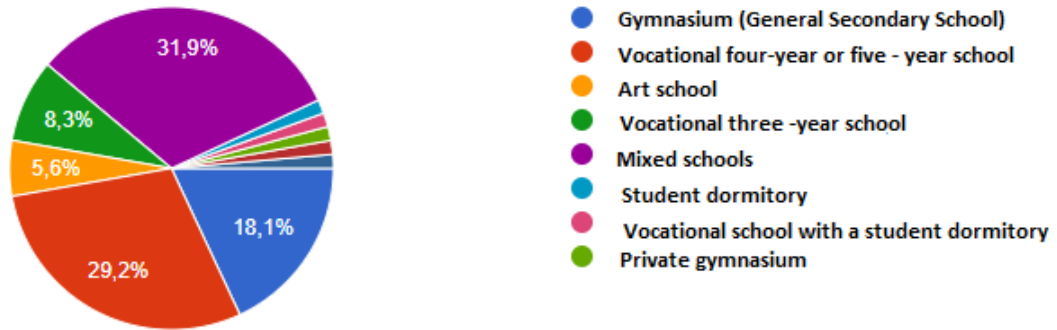 31,9%
8,3%
5,6%
18,1%
29,2%
Gymnasium (General Secondary School)
Vocational four-year or five - year school
Art school
Vocational three -year school
Mixed schools
Student dormitory
Vocational school with a student dormitory
Private gymnasium